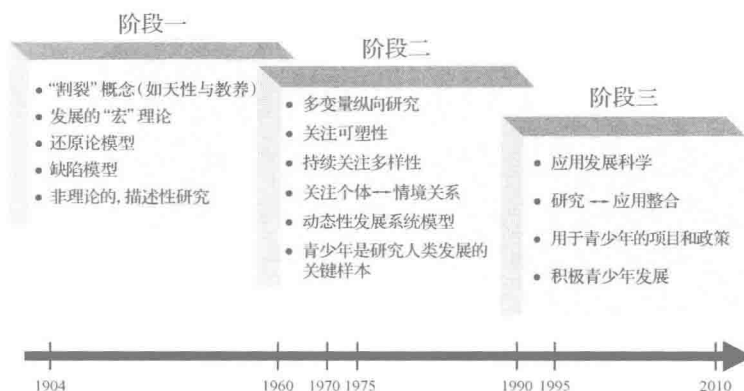 阶段一
“割裂”概念(如天性与教养)
发展的“宏”理论
还原论模型
缺陷模型
非理论的,描述性研究
阶段二
多变量纵向研究
关注可塑性
持续关注多样性
关注个体↔情境关系
动态性发展系统模型
青少年是研究人类发展的
关键样本
阶段三
应用发展科学
研究↔应用整合
用于青少年的项目和政策
积极青少年发展
1904 1960 1970 1975 1990 1995 2010